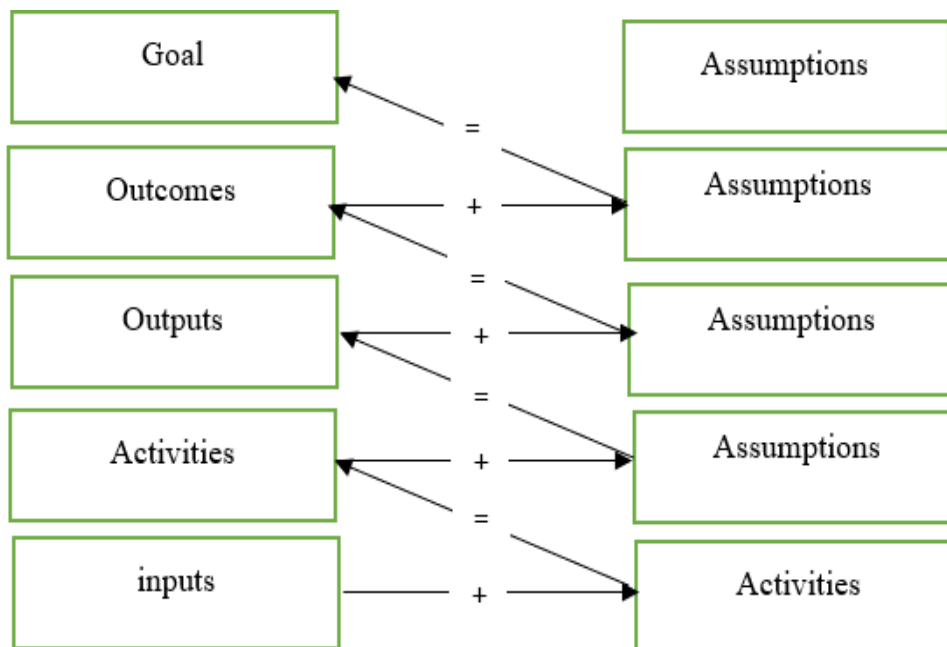 Goal
Assumptions
=
Outcomes
+
Assumptions
=
Outputs
+
Assumptions
=
Activities
+
Assumptions
=
inputs
+
Activities